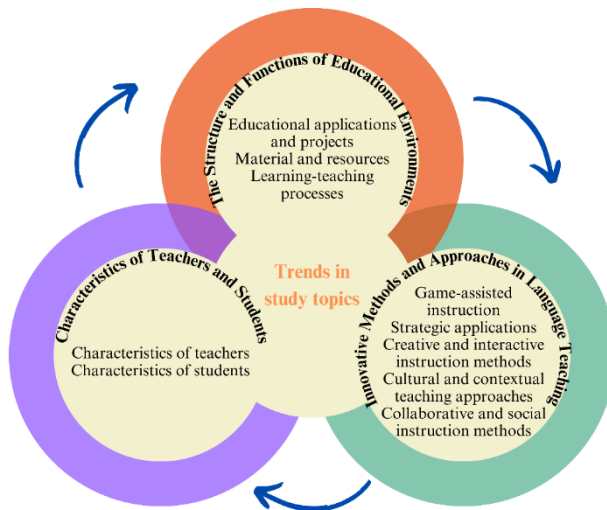 The Structure and Functions of Educational Environments
Educational applications
and projects
Material and resources
Learning-teaching
processes
Trends in
study topics
Characteristics of Teachers and Students
Characteristics of teachers
Characteristics of students
Innovative Methods and Approaches in Language Teaching
Game-assisted
instruction
Strategic applications
Creative and interactive
instruction methods
Cultural and contextual
teaching approaches
Collaborative and social
instruction methods